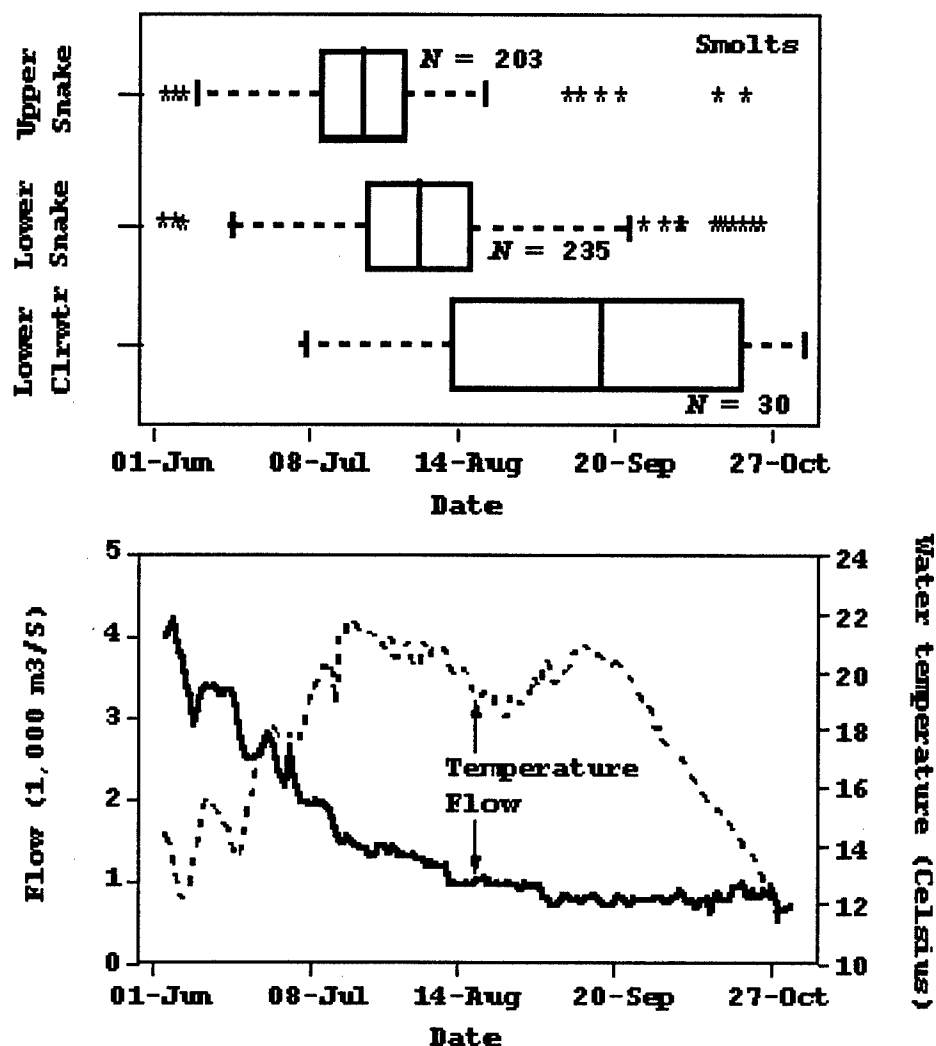 Smolts
Upper
Snake
N = 203
Lower
Snake
N = 235
Lower
Clrwtr
N = 30
01-Jun 08-Jul 14-Aug 20-Sep 27-Oct
Date
Flow (1,000 m3/S)
5
4
3
2
1
0
Temperature
Flow
24
22
20
18
16
14
12
10
Water temperature (Celsius)
01-Jun 08-Jul 14-Aug 20-Sep 27-Oct
Date